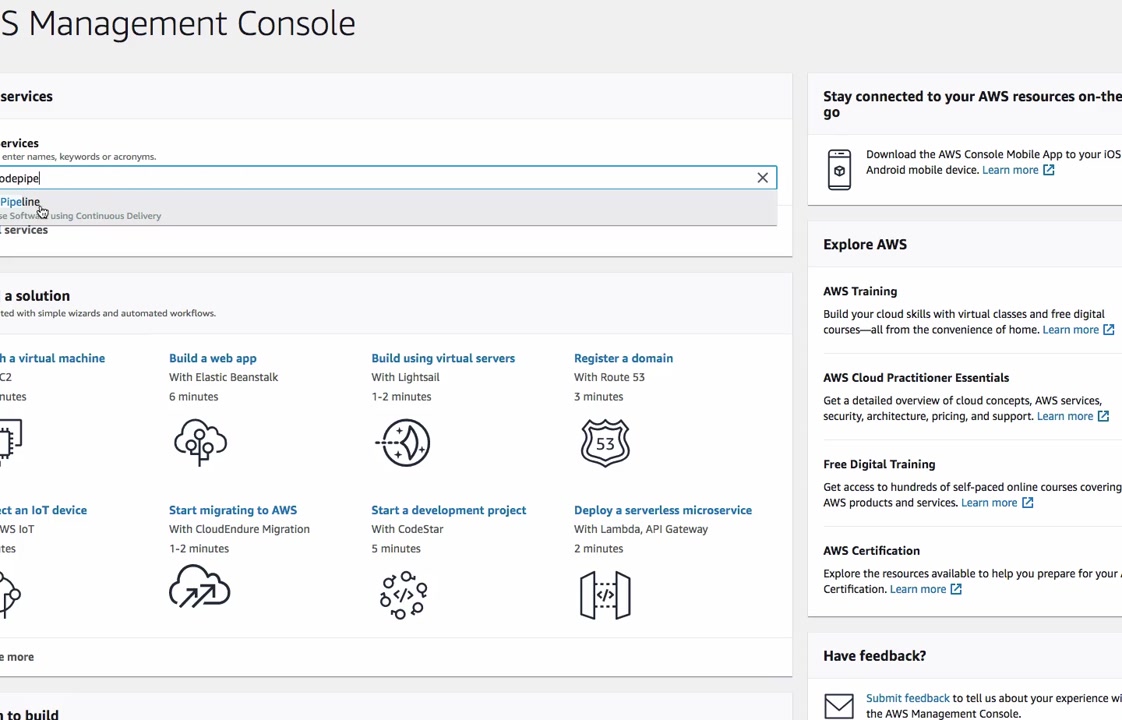 S Management Console
services
ervices
enter names, keywords or acronyms.
odepipe
Pipeline
se Software using Continuous Delivery
services
a solution
ted with simple wizards and automated workflows.
h a virtual machine
C2
nutes
Build a web app
With Elastic Beanstalk
6 minutes
Build using virtual servers
With Lightsail
1-2 minutes
Register a domain
With Route 53
3 minutes
53
ect an IoT device
WS IoT
tes
Start migrating to AWS
With CloudEndure Migration
1-2 minutes
Start a development project
With CodeStar
5 minutes
Deploy a serverless microservice
With Lambda, API Gateway
2 minutes
e more
n to build
Stay connected to your AWS resources on-the
go
Download the AWS Console Mobile App to your iOS
Android mobile device. Learn more
Explore AWS
AWS Training
Build your cloud skills with virtual classes and free digital
courses—all from the convenience of home. Learn more
AWS Cloud Practitioner Essentials
Get a detailed overview of cloud concepts, AWS services,
security, architecture, pricing, and support. Learn more
Free Digital Training
Get access to hundreds of self-paced online courses covering
AWS products and services. Learn more
AWS Certification
Explore the resources available to help you prepare for your
Certification. Learn more
Have feedback?
Submit feedback to tell us about your experience wi
the AWS Management Console.